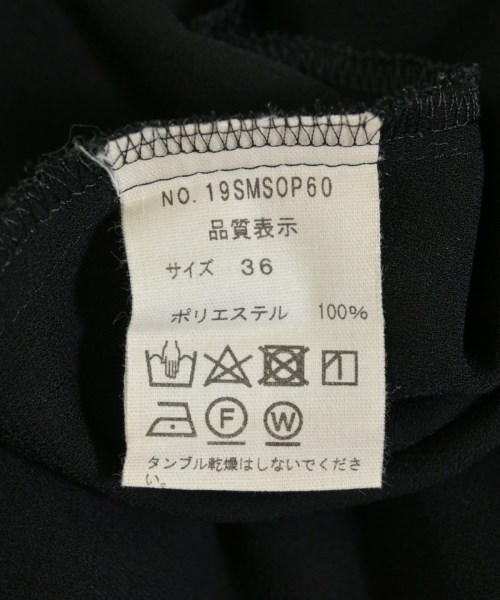 NO. 19SMSOP60
品質表示
サイズ 36
ポリエステル 100%
F W
タンブル乾燥はしないでくださ
い。